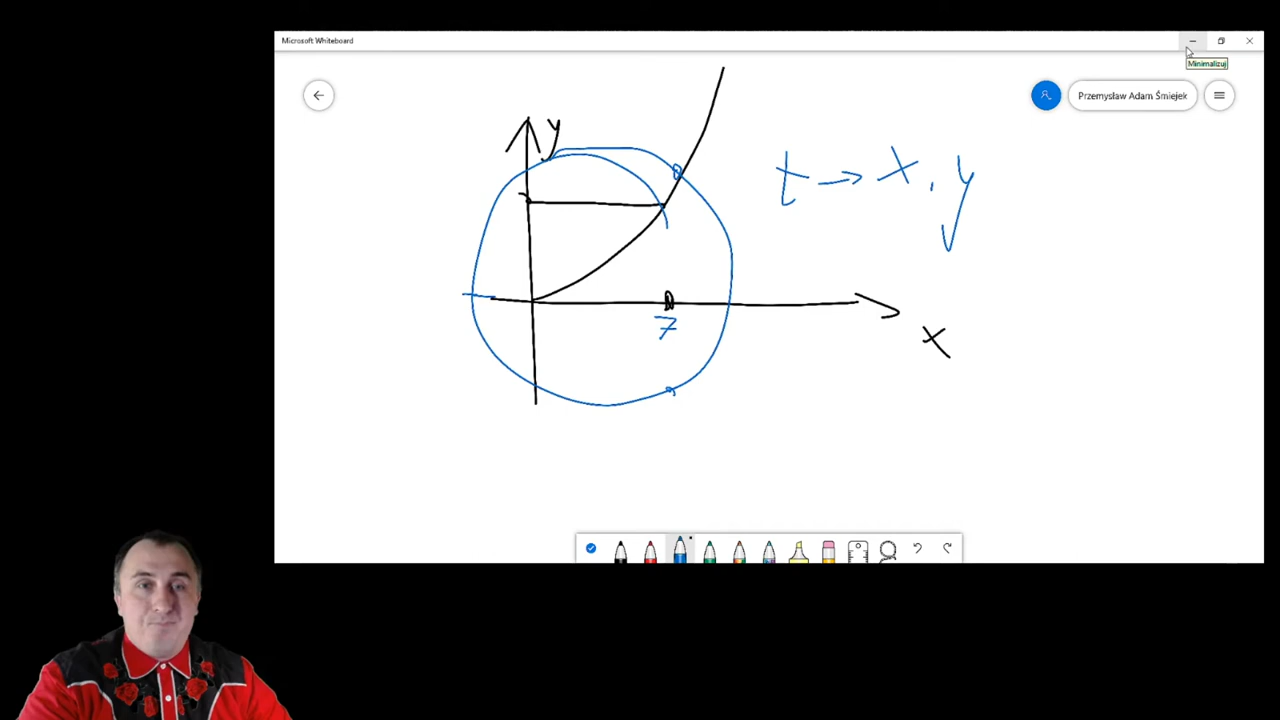 Microsoft Whiteboard
Minimalizuj
Przemysław Adam Śmiejek
y
t → x, y
7
x